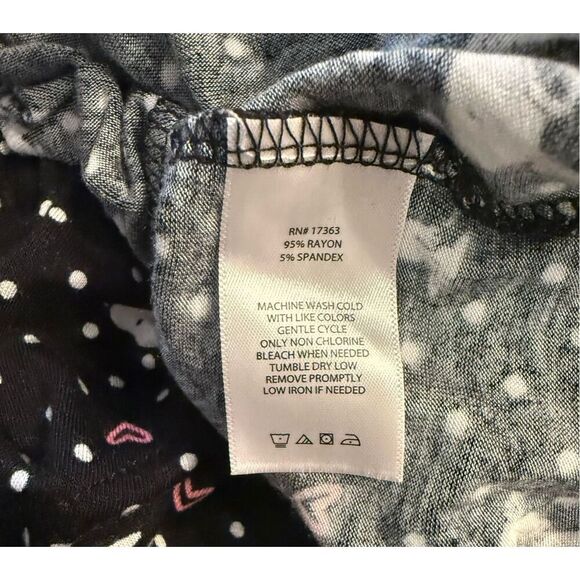 RN# 17363
95% RAYON
5% SPANDEX
MACHINE WASH COLD
WITH LIKE COLORS
GENTLE CYCLE
ONLY NON CHLORINE
BLEACH WHEN NEEDED
TUMBLE DRY LOW
REMOVE PROMPTLY
LOW IRON IF NEEDED